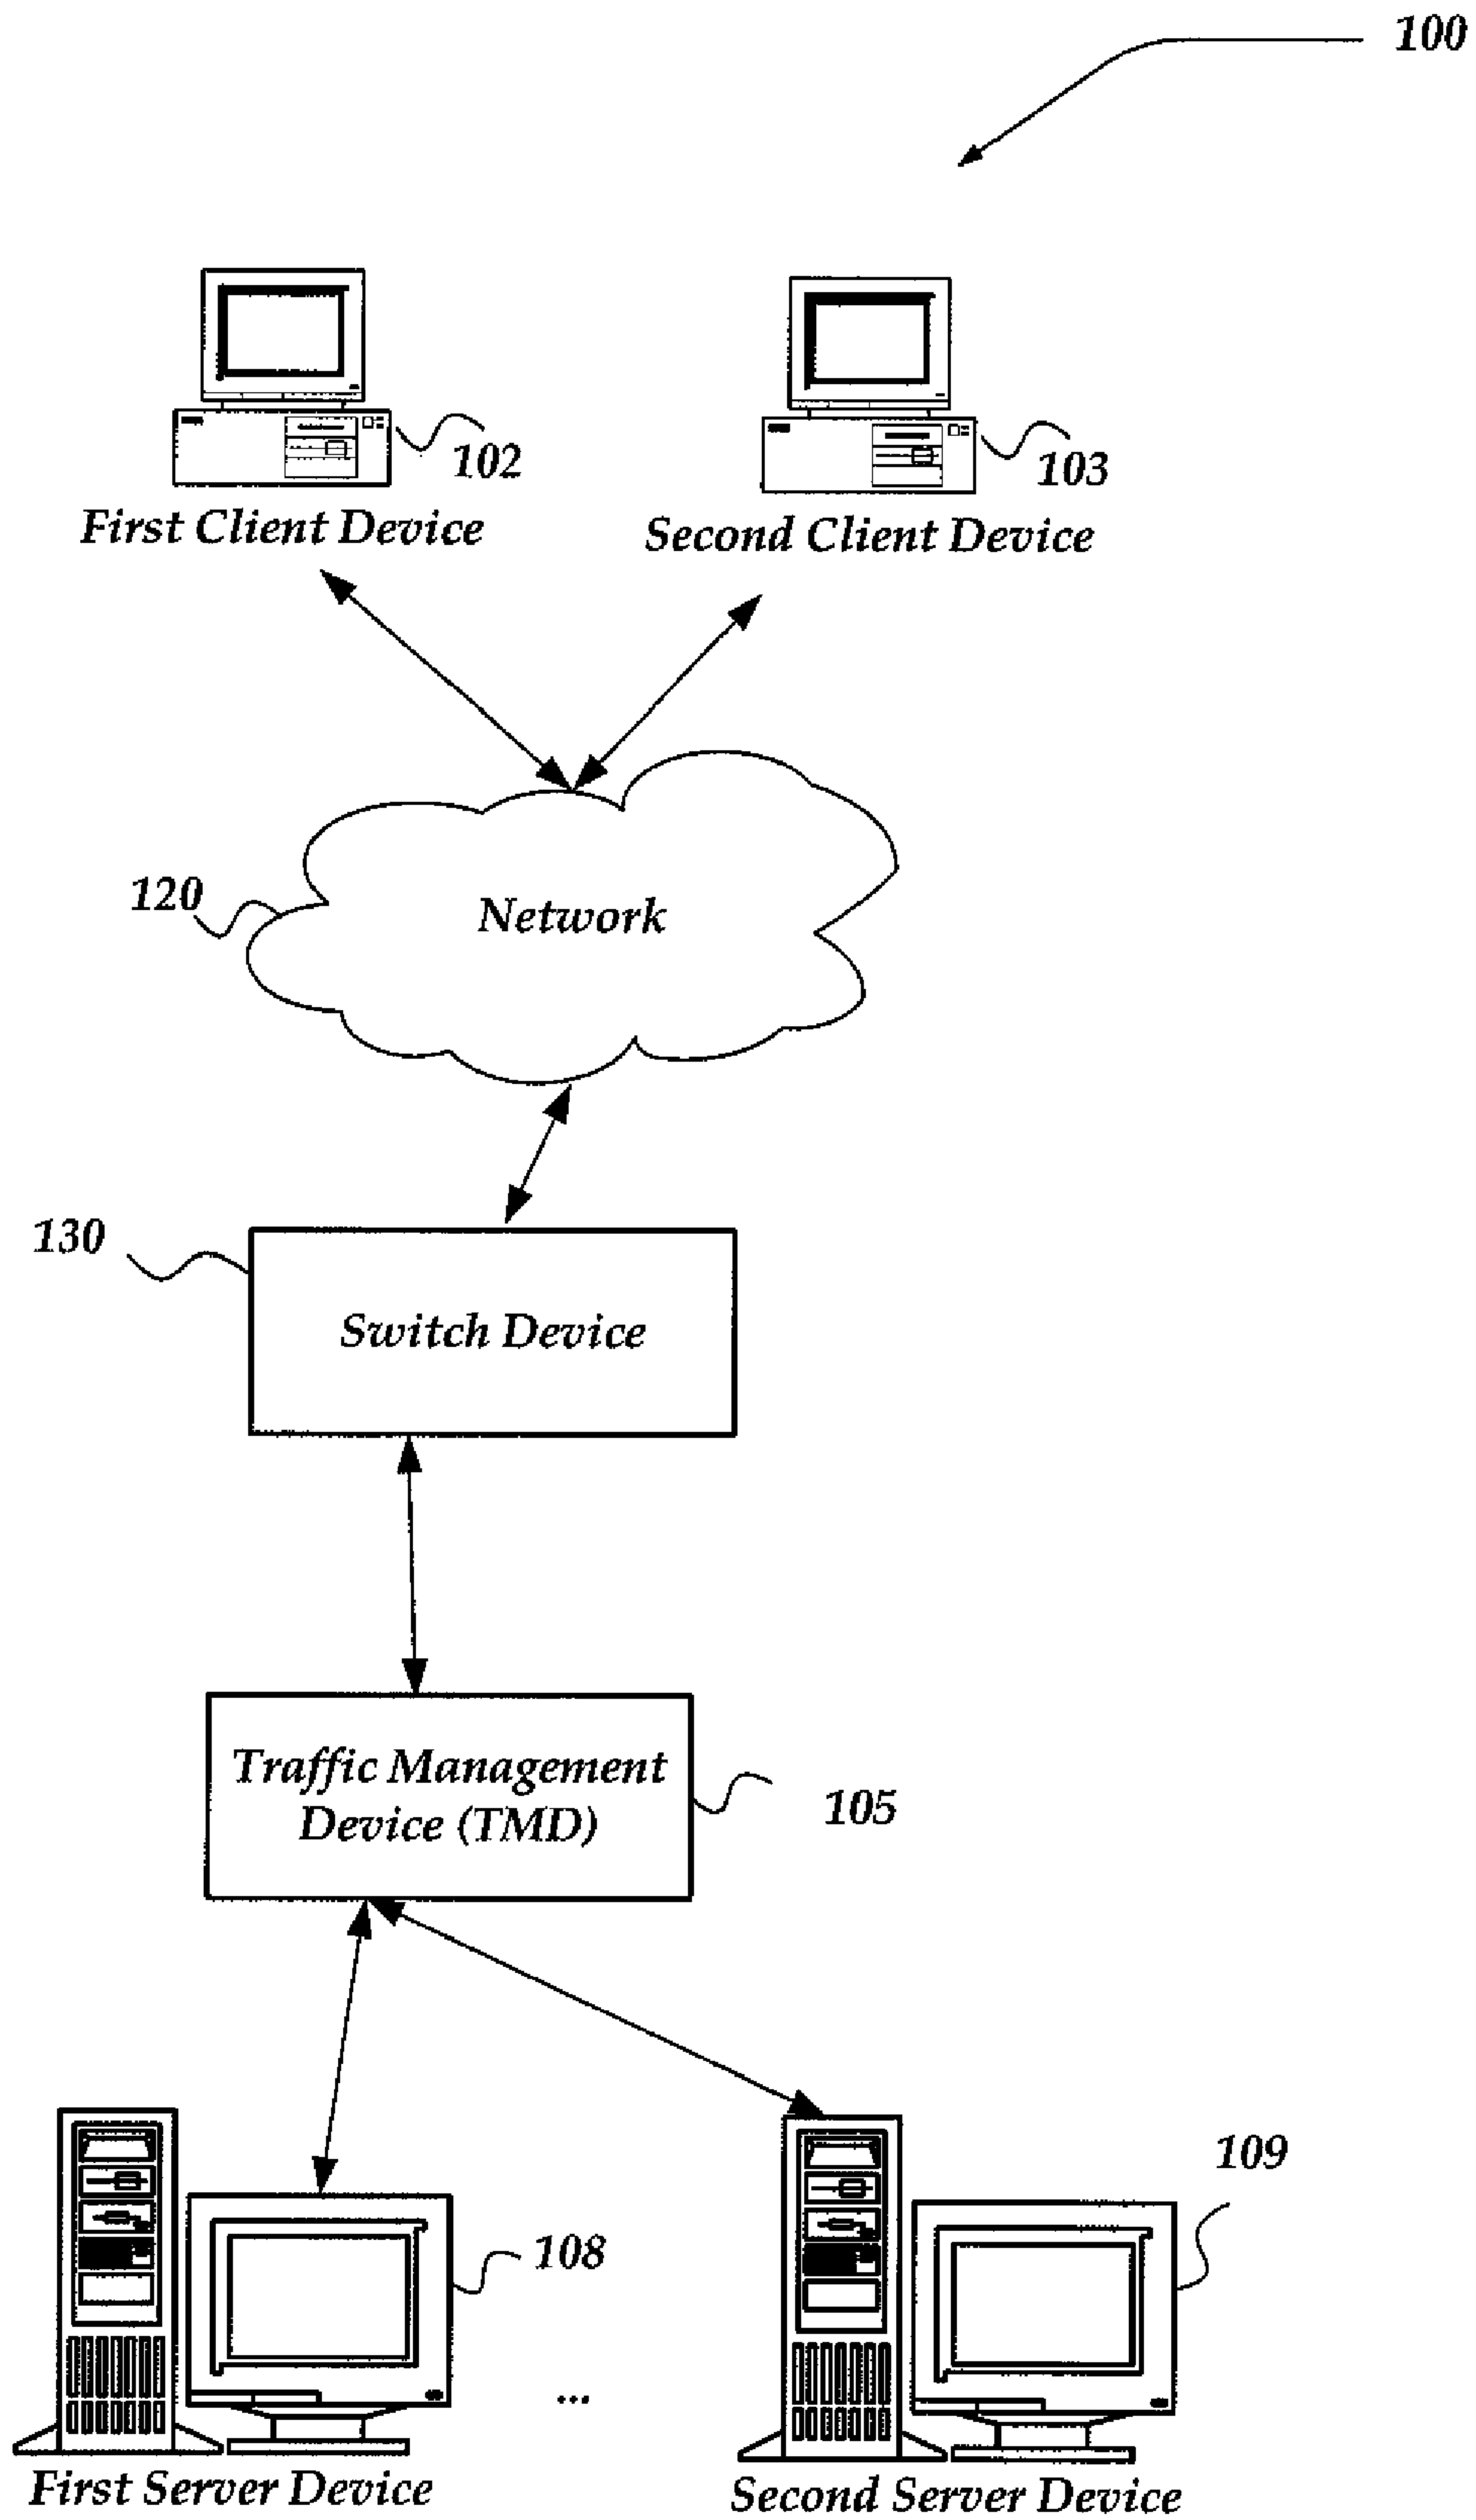 100
102
First Client Device
103
Second Client Device
120
Network
130
Switch Device
Traffic Management
Device (TMD)
105
109
108
...
First Server Device
Second Server Device